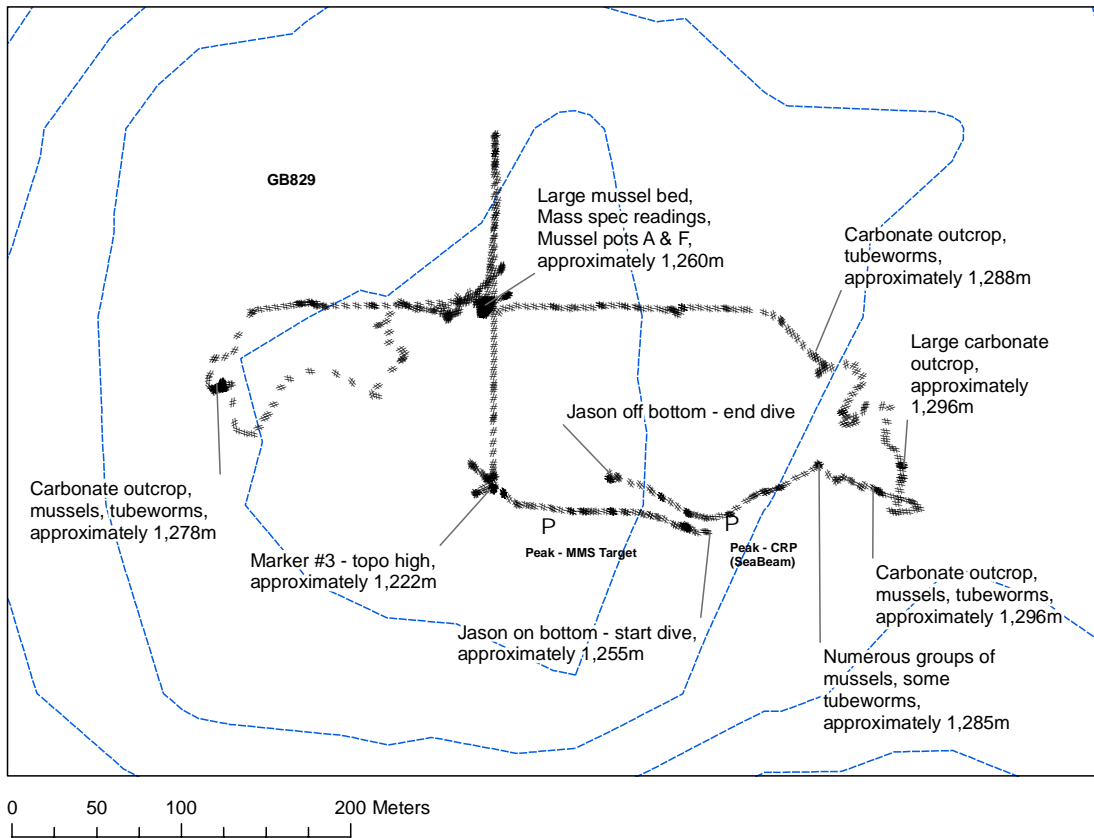 GB829
Large mussel bed,
Mass spec readings,
Mussel pots A & F,
approximately 1,260m
Carbonate outcrop,
tubeworms,
approximately 1,288m
Large carbonate
outcrop,
approximately
1,296m
Jason off bottom - end dive
Carbonate outcrop,
mussels, tubeworms,
approximately 1,278m
P
Peak - MMS Target
P
Peak - CRP
(SeaBeam)
Marker #3 - topo high,
approximately 1,222m
Carbonate outcrop,
mussels, tubeworms,
approximately 1,296m
Jason on bottom - start dive,
approximately 1,255m
Numerous groups of
mussels, some
tubeworms,
approximately 1,285m
0 50 100 200 Meters